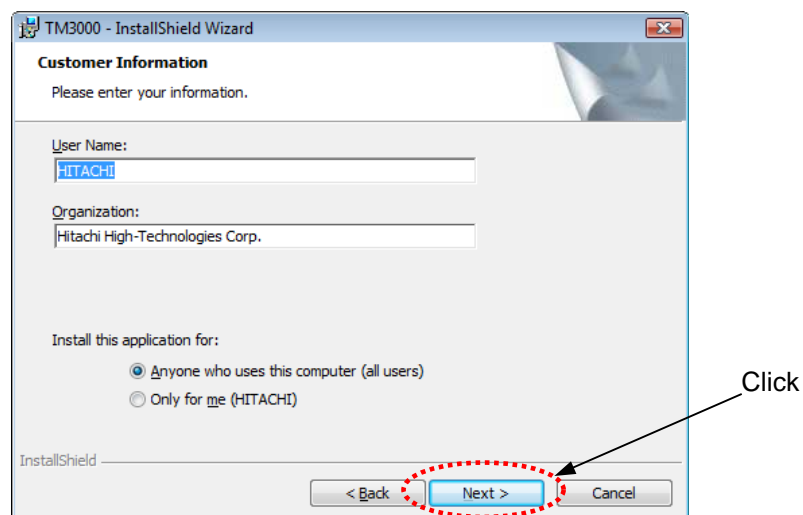 TM3000 - InstallShield Wizard
Customer Information
Please enter your information.
User Name:
HITACHI
Organization:
Hitachi High-Technologies Corp.
Install this application for:
Anyone who uses this computer (all users)
Only for me (HITACHI)
Click
InstallShield
< Back Next > Cancel